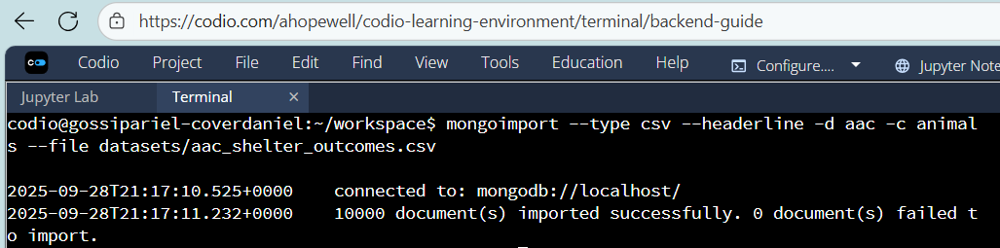 https://codio.com/ahopewell/codio-learning-environment/terminal/backend-guide
Codio Project File Edit Find View Tools Education Help Configure.... Jupyter Note
Jupyter Lab Terminal ×
codio@gossipariel-coverdaniel:~/workspace$ mongoimport --type csv --headerline -d aac -c animal
s --file datasets/aac_shelter_outcomes.csv
2025-09-28T21:17:10.525+0000 connected to: mongodb://localhost/
2025-09-28T21:17:11.232+0000 10000 document(s) imported successfully. 0 document(s) failed t
o import.